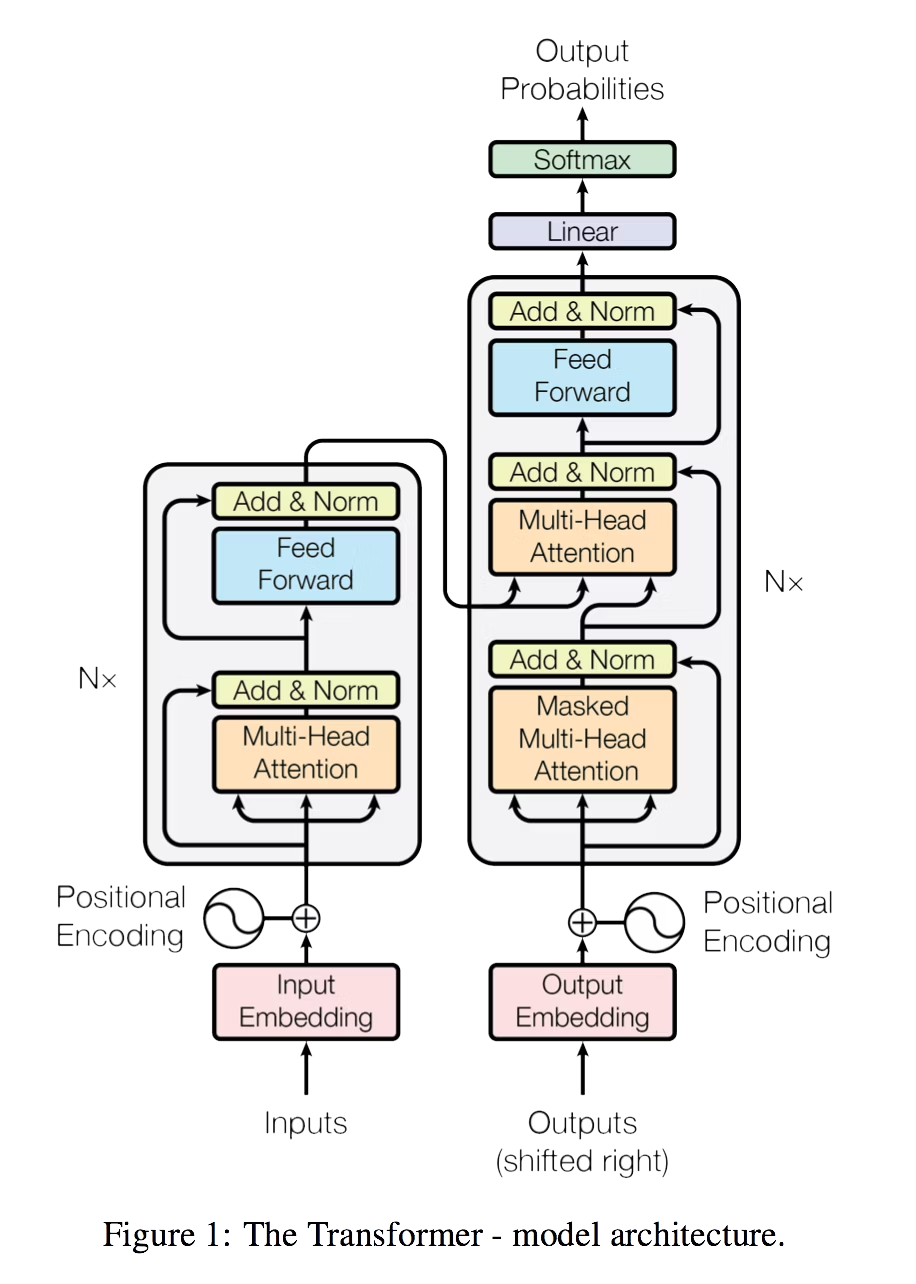 Output
Probabilities
Softmax
Linear
Add & Norm
Feed
Forward
Add & Norm
Multi-Head
Attention
Add & Norm
Masked
Multi-Head
Attention
N×
Add & Norm
Feed
Forward
Add & Norm
Multi-Head
Attention
N×
Positional
Encoding
Positional
Encoding
Input
Embedding
Output
Embedding
Inputs
Outputs
(shifted right)
Figure 1: The Transformer - model architecture.